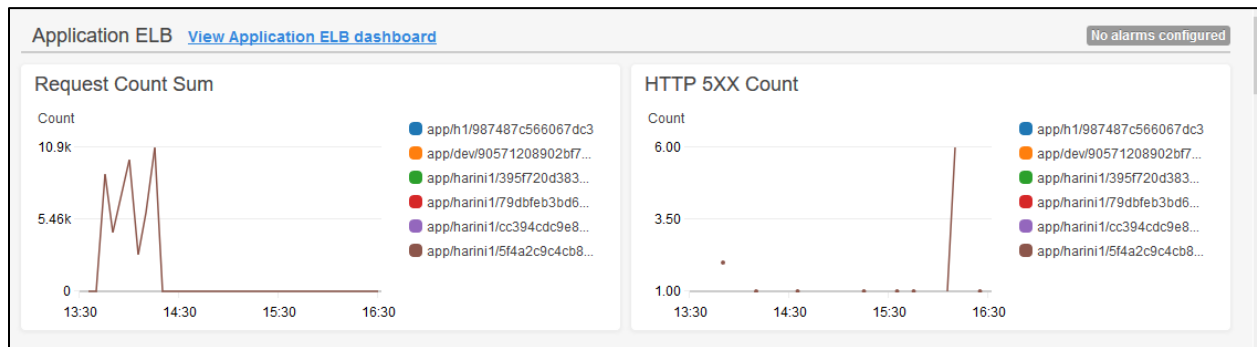 Application ELB View Application ELB dashboard No alarms configured
Request Count Sum
Count
10.9k
5.46k
0
13:30 14:30 15:30 16:30
app/h1/987487c566067dc3
app/dev/90571208902bf7...
app/harini1/395f720d383...
app/harini1/79dbfeb3bd6...
app/harini1/cc394cdc9e8...
app/harini1/5f4a2c9c4cb8...
HTTP 5XX Count
Count
6.00
3.50
1.00
13:30 14:30 15:30 16:30
app/h1/987487c566067dc3
app/dev/90571208902bf7...
app/harini1/395f720d383...
app/harini1/79dbfeb3bd6...
app/harini1/cc394cdc9e8...
app/harini1/5f4a2c9c4cb8...